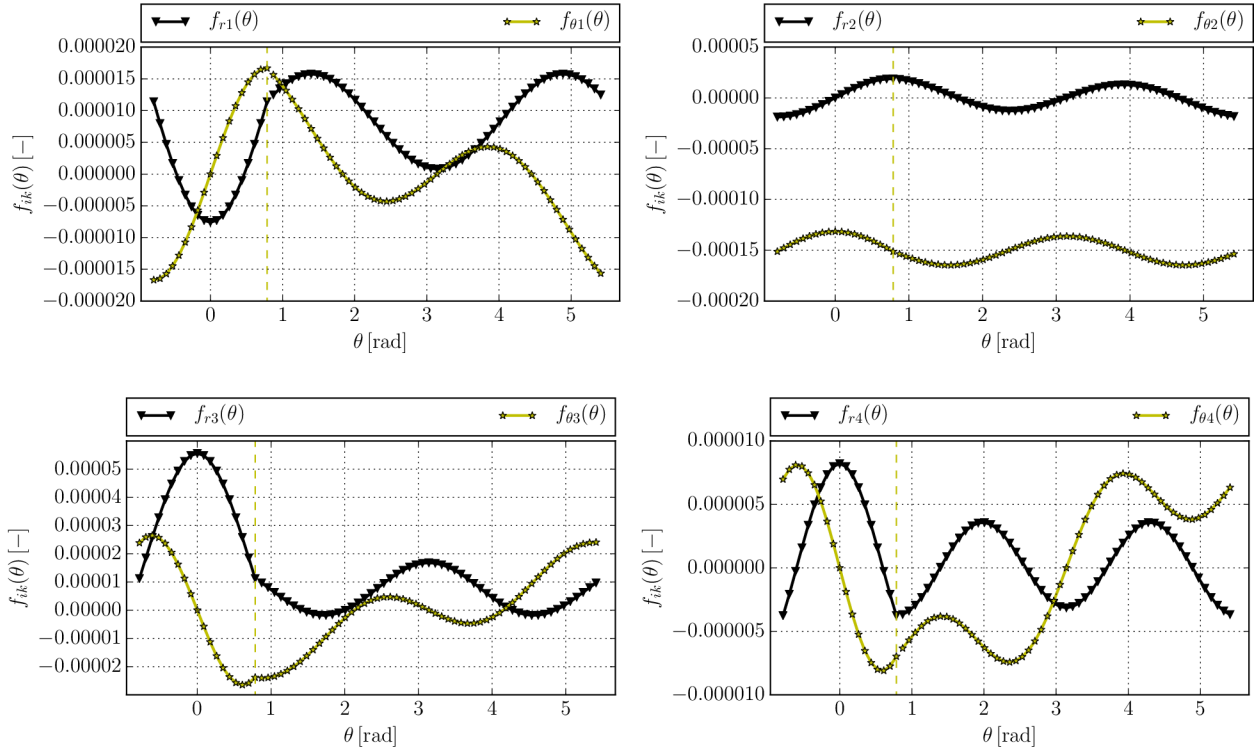 f_{r1}(θ) f_{θ1}(θ)
0.000020
0.000015
0.000010
0.000005
0.000000
−0.000005
−0.000010
−0.000015
−0.000020
f_{ik}(θ) [−]
0 1 2 3 4 5
θ [rad]
f_{r2}(θ) f_{θ2}(θ)
0.00005
0.00000
−0.00005
−0.00010
−0.00015
−0.00020
f_{ik}(θ) [−]
0 1 2 3 4 5
θ [rad]
f_{r3}(θ) f_{θ3}(θ)
0.00005
0.00004
0.00003
0.00002
0.00001
0.00000
−0.00001
−0.00002
f_{ik}(θ) [−]
0 1 2 3 4 5
θ [rad]
f_{r4}(θ) f_{θ4}(θ)
0.000010
0.000005
0.000000
−0.000005
−0.000010
f_{ik}(θ) [−]
0 1 2 3 4 5
θ [rad]